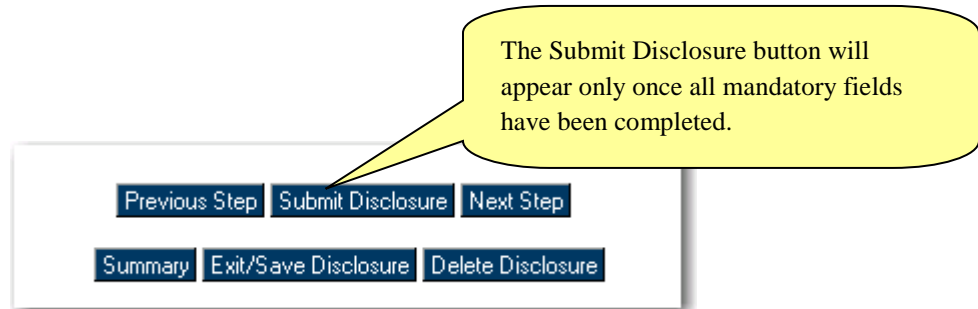 The Submit Disclosure button will
appear only once all mandatory fields
have been completed.
Previous Step Submit Disclosure Next Step
Summary Exit/Save Disclosure Delete Disclosure